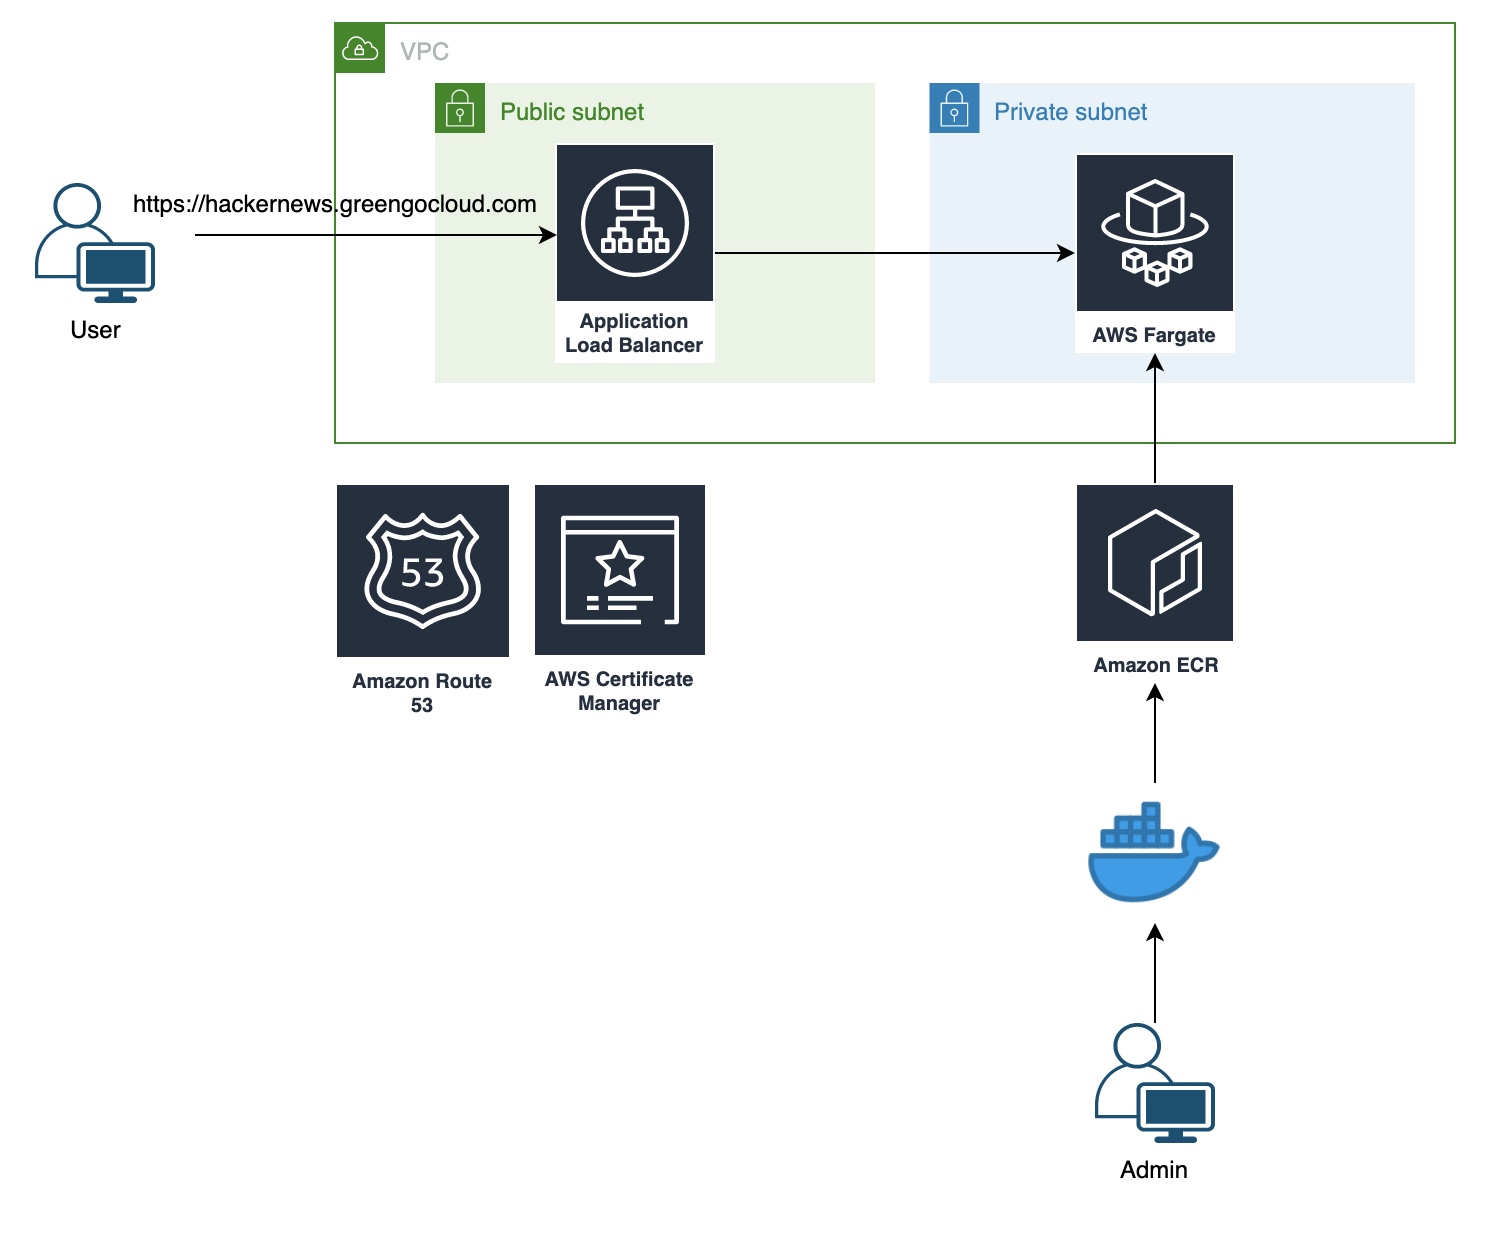 VPC
Public subnet
Private subnet
https://hackernews.greengocloud.com
User
Application
Load Balancer
AWS Fargate
53
Amazon Route
53
AWS Certificate
Manager
Amazon ECR
Admin